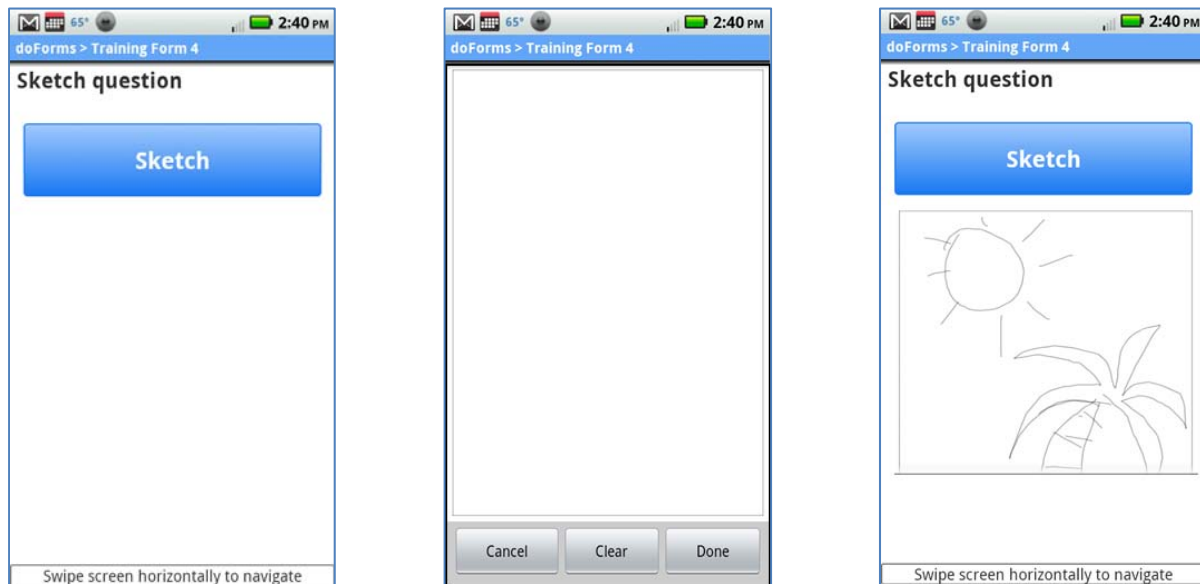 65° 2:40 PM
doForms > Training Form 4
Sketch question
Sketch
Swipe screen horizontally to navigate
65° 2:40 PM
doForms > Training Form 4
Cancel Clear Done
65° 2:40 PM
doForms > Training Form 4
Sketch question
Sketch
Swipe screen horizontally to navigate